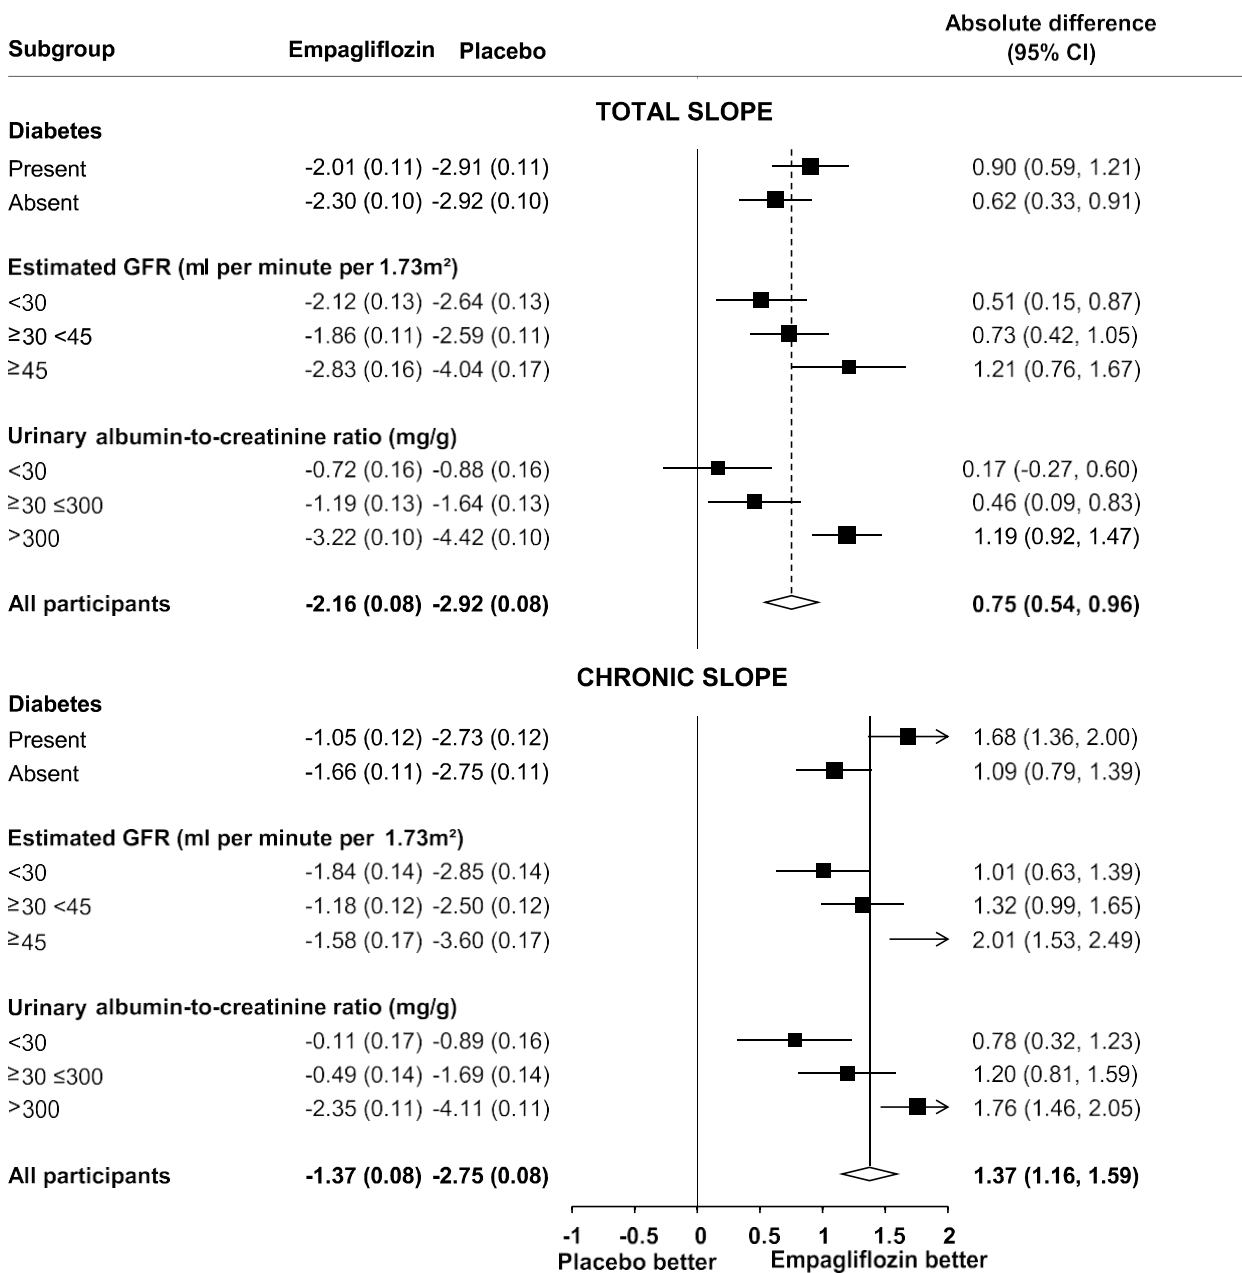 Absolute difference
Subgroup Empagliflozin Placebo (95% CI)
TOTAL SLOPE
Diabetes
Present -2.01 (0.11) -2.91 (0.11) 0.90 (0.59, 1.21)
Absent -2.30 (0.10) -2.92 (0.10) 0.62 (0.33, 0.91)
Estimated GFR (ml per minute per 1.73m²)
<30 -2.12 (0.13) -2.64 (0.13) 0.51 (0.15, 0.87)
≥30 <45 -1.86 (0.11) -2.59 (0.11) 0.73 (0.42, 1.05)
≥45 -2.83 (0.16) -4.04 (0.17) 1.21 (0.76, 1.67)
Urinary albumin-to-creatinine ratio (mg/g)
<30 -0.72 (0.16) -0.88 (0.16) 0.17 (-0.27, 0.60)
≥30 ≤300 -1.19 (0.13) -1.64 (0.13) 0.46 (0.09, 0.83)
>300 -3.22 (0.10) -4.42 (0.10) 1.19 (0.92, 1.47)
All participants -2.16 (0.08) -2.92 (0.08) 0.75 (0.54, 0.96)
CHRONIC SLOPE
Diabetes
Present -1.05 (0.12) -2.73 (0.12) 1.68 (1.36, 2.00)
Absent -1.66 (0.11) -2.75 (0.11) 1.09 (0.79, 1.39)
Estimated GFR (ml per minute per 1.73m²)
<30 -1.84 (0.14) -2.85 (0.14) 1.01 (0.63, 1.39)
≥30 <45 -1.18 (0.12) -2.50 (0.12) 1.32 (0.99, 1.65)
≥45 -1.58 (0.17) -3.60 (0.17) 2.01 (1.53, 2.49)
Urinary albumin-to-creatinine ratio (mg/g)
<30 -0.11 (0.17) -0.89 (0.16) 0.78 (0.32, 1.23)
≥30 ≤300 -0.49 (0.14) -1.69 (0.14) 1.20 (0.81, 1.59)
>300 -2.35 (0.11) -4.11 (0.11) 1.76 (1.46, 2.05)
All participants -1.37 (0.08) -2.75 (0.08) 1.37 (1.16, 1.59)
-1 -0.5 0 0.5 1 1.5 2
Placebo better Empagliflozin better